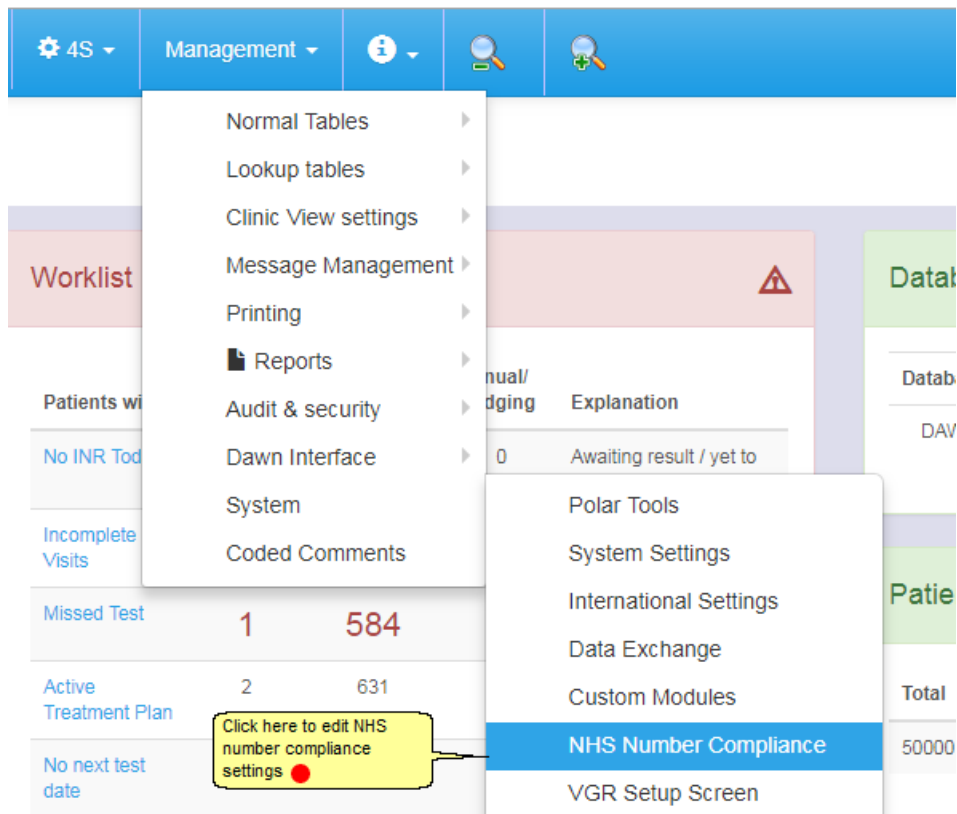 4S
Management
Normal Tables
Lookup tables
Clinic View settings
Message Management
Printing
Reports
Audit & security
Dawn Interface
System
Coded Comments
Worklist
Patients wi
nual/
dging
Explanation
No INR Tod
0
Awaiting result / yet to
Incomplete
Visits
Missed Test
1
584
Active
Treatment Plan
2
631
No next test
date
Click here to edit NHS
number compliance
settings
Polar Tools
System Settings
International Settings
Data Exchange
Custom Modules
NHS Number Compliance
VGR Setup Screen
Datab
Datab
DAW
Patie
Total
50000